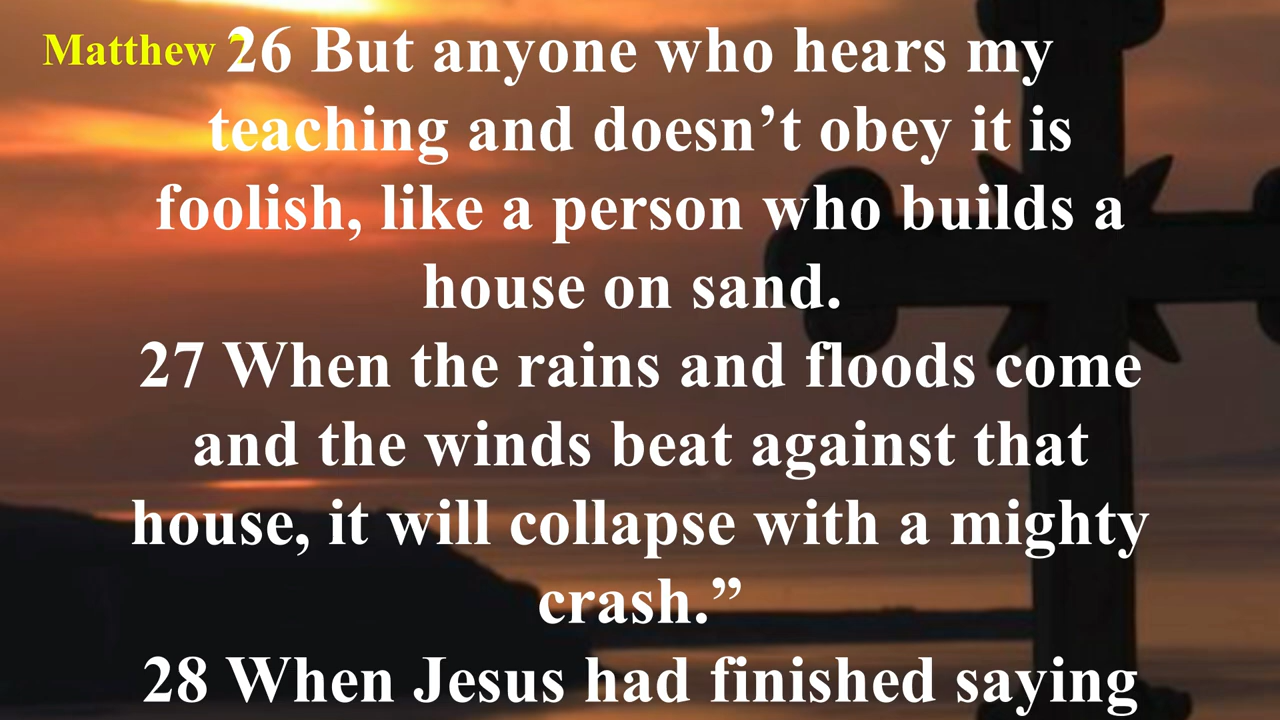 Matthew 7
26 But anyone who hears my
teaching and doesn’t obey it is
foolish, like a person who builds a
house on sand.
27 When the rains and floods come
and the winds beat against that
house, it will collapse with a mighty
crash.”
28 When Jesus had finished saying